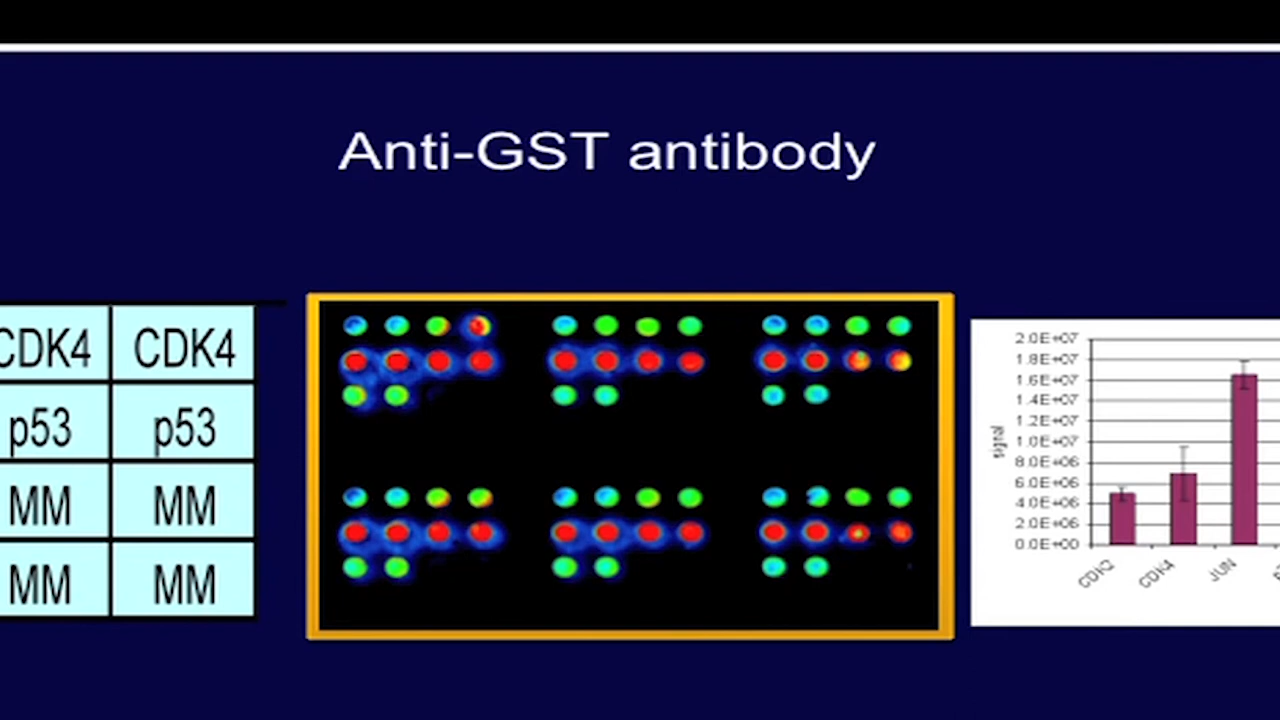 Anti-GST antibody
CDK4 CDK4
p53 p53
MM MM
MM MM
2.0E+07
1.8E+07
1.6E+07
1.4E+07
1.2E+07
1.0E+07
8.0E+06
6.0E+06
4.0E+06
2.0E+06
0.0E+00
signal
CDK2
CDK4
JUN